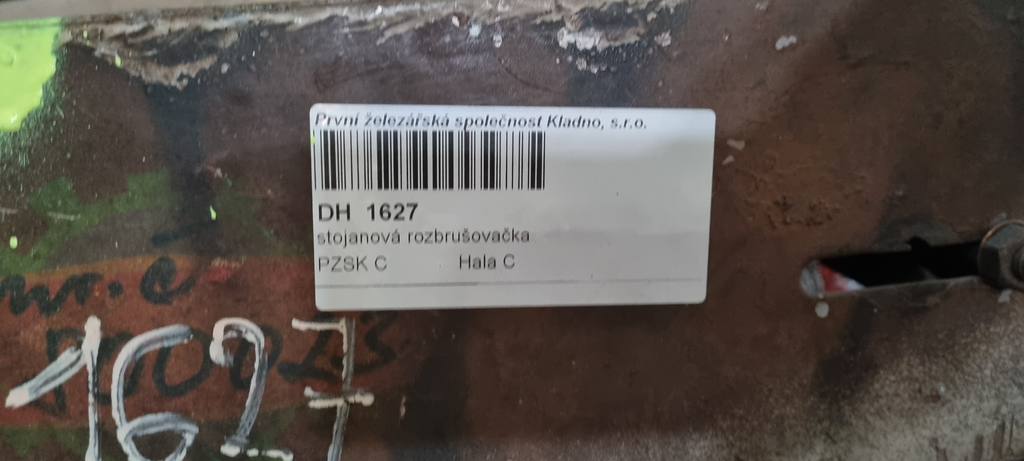 První železářská společnost Kladno, s.r.o.
DH 1627
stojanová rozbrušovačka
PZSK C Hala C
1627